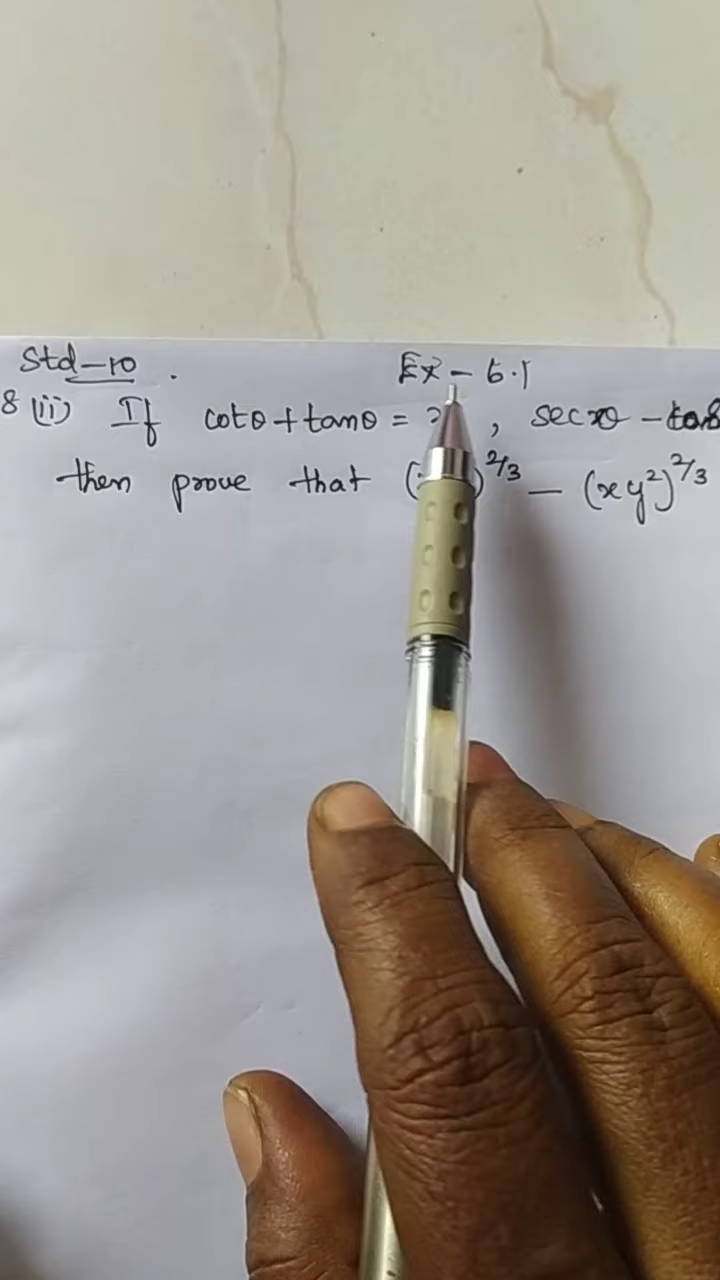 Std-10. Ex-6.1
8 (ii) If cotθ + tanθ = , secθ -
then prove that ( )^2/3 - (xy²)^2/3